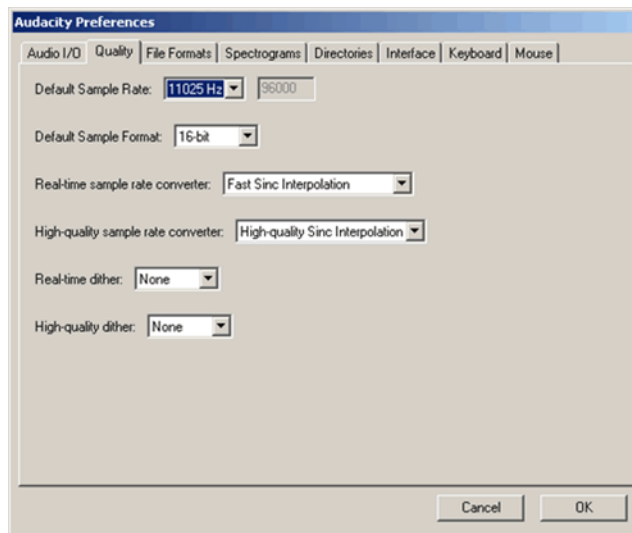 Audacity Preferences
Audio I/O Quality File Formats Spectrograms Directories Interface Keyboard Mouse
Default Sample Rate: 11025 Hz 96000
Default Sample Format: 16-bit
Real-time sample rate converter: Fast Sinc Interpolation
High-quality sample rate converter: High-quality Sinc Interpolation
Real-time dither: None
High-quality dither: None
Cancel OK